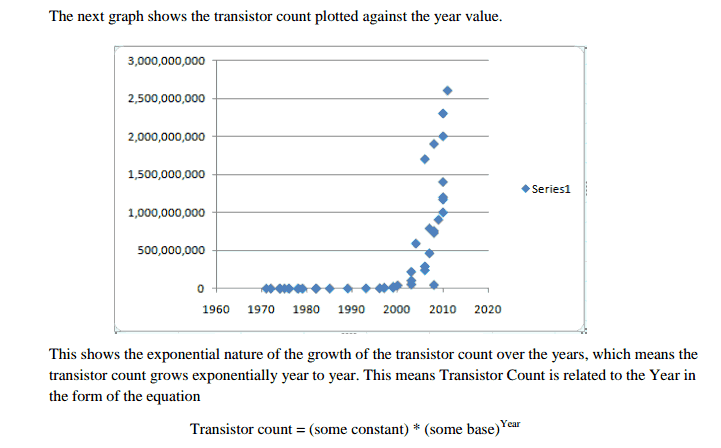 The next graph shows the transistor count plotted against the year value.
3,000,000,000
2,500,000,000
2,000,000,000
1,500,000,000
1,000,000,000
500,000,000
0
1960 1970 1980 1990 2000 2010 2020
Series1
This shows the exponential nature of the growth of the transistor count over the years, which means the
transistor count grows exponentially year to year. This means Transistor Count is related to the Year in
the form of the equation
Transistor count = (some constant) * (some base)^Year